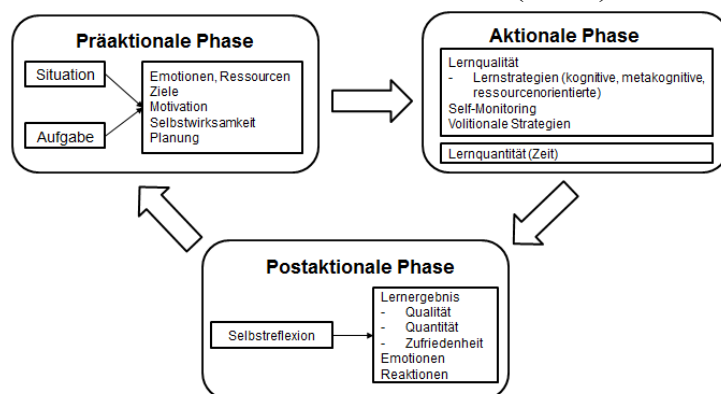 Präaktionale Phase
Situation
Aufgabe
Emotionen, Ressourcen
Ziele
Motivation
Selbstwirksamkeit
Planung
Aktionale Phase
Lernqualität
- Lernstrategien (kognitive, metakognitive,
ressourcenorientierte)
Self-Monitoring
Volitionale Strategien
Lernquantität (Zeit)
Postaktionale Phase
Selbstreflexion
Lernergebnis
- Qualität
- Quantität
- Zufriedenheit
Emotionen
Reaktionen